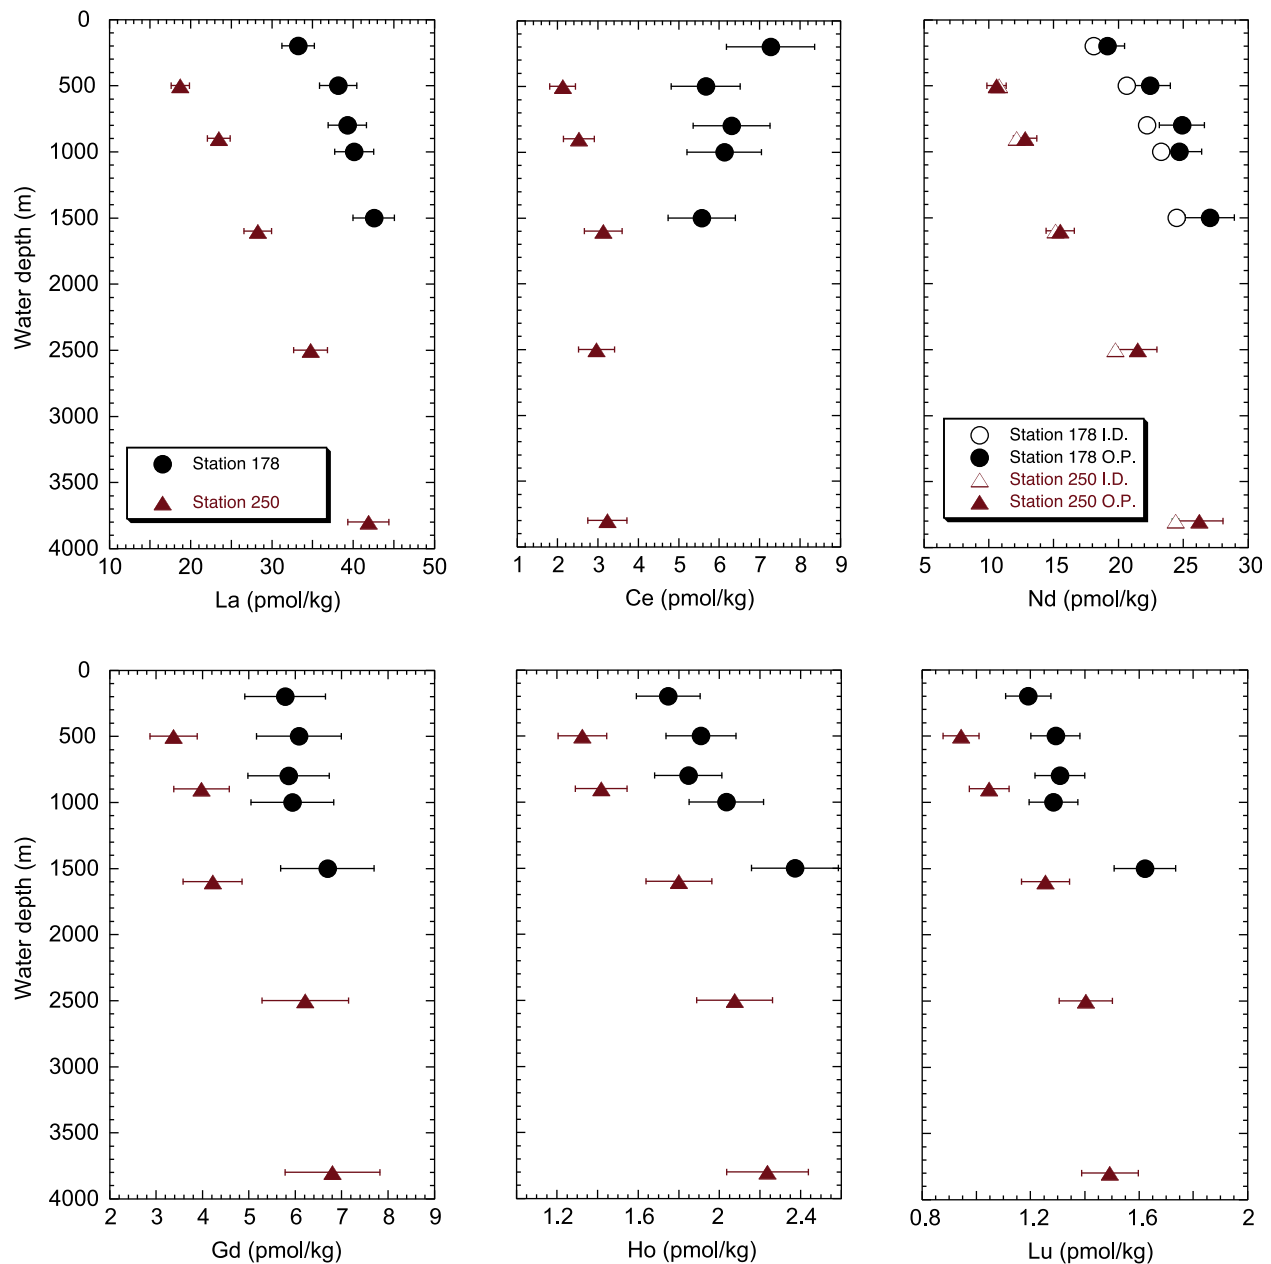 0
500
1000
1500
2000
2500
3000
3500
4000
Water depth (m)
Station 178
Station 250
10 20 30 40 50
La (pmol/kg)
1 2 3 4 5 6 7 8 9
Ce (pmol/kg)
Station 178 I.D.
Station 178 O.P.
Station 250 I.D.
Station 250 O.P.
5 10 15 20 25 30
Nd (pmol/kg)
0
500
1000
1500
2000
2500
3000
3500
4000
Water depth (m)
2 3 4 5 6 7 8 9
Gd (pmol/kg)
1.2 1.6 2 2.4
Ho (pmol/kg)
0.8 1.2 1.6 2
Lu (pmol/kg)